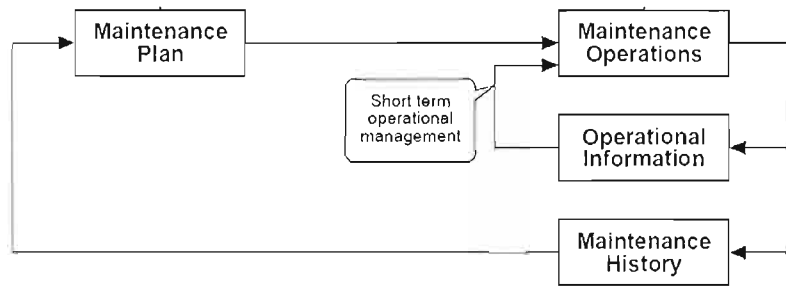 Maintenance
Plan
Maintenance
Operations
Short term
operational
management
Operational
Information
Maintenance
History